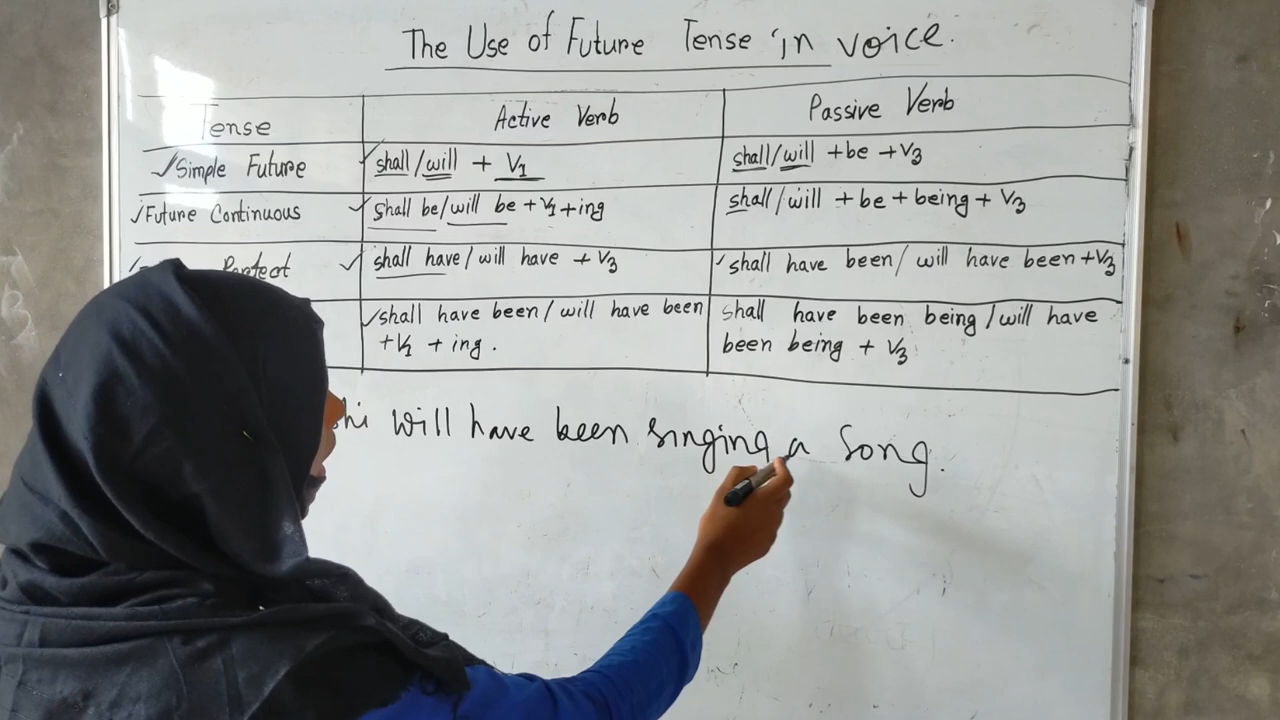 The Use of Future Tense in voice.
Tense Active Verb Passive Verb
Simple Future shall/will + V1 shall/will +be +V3
Future Continuous shall be/will be +V1+ing shall/will +be+being+V3
Perfect shall have/will have +V3 shall have been/will have been+V3
shall have been/will have been shall have been being/will have
+V1 + ing. been being + V3
will have been singing a song.